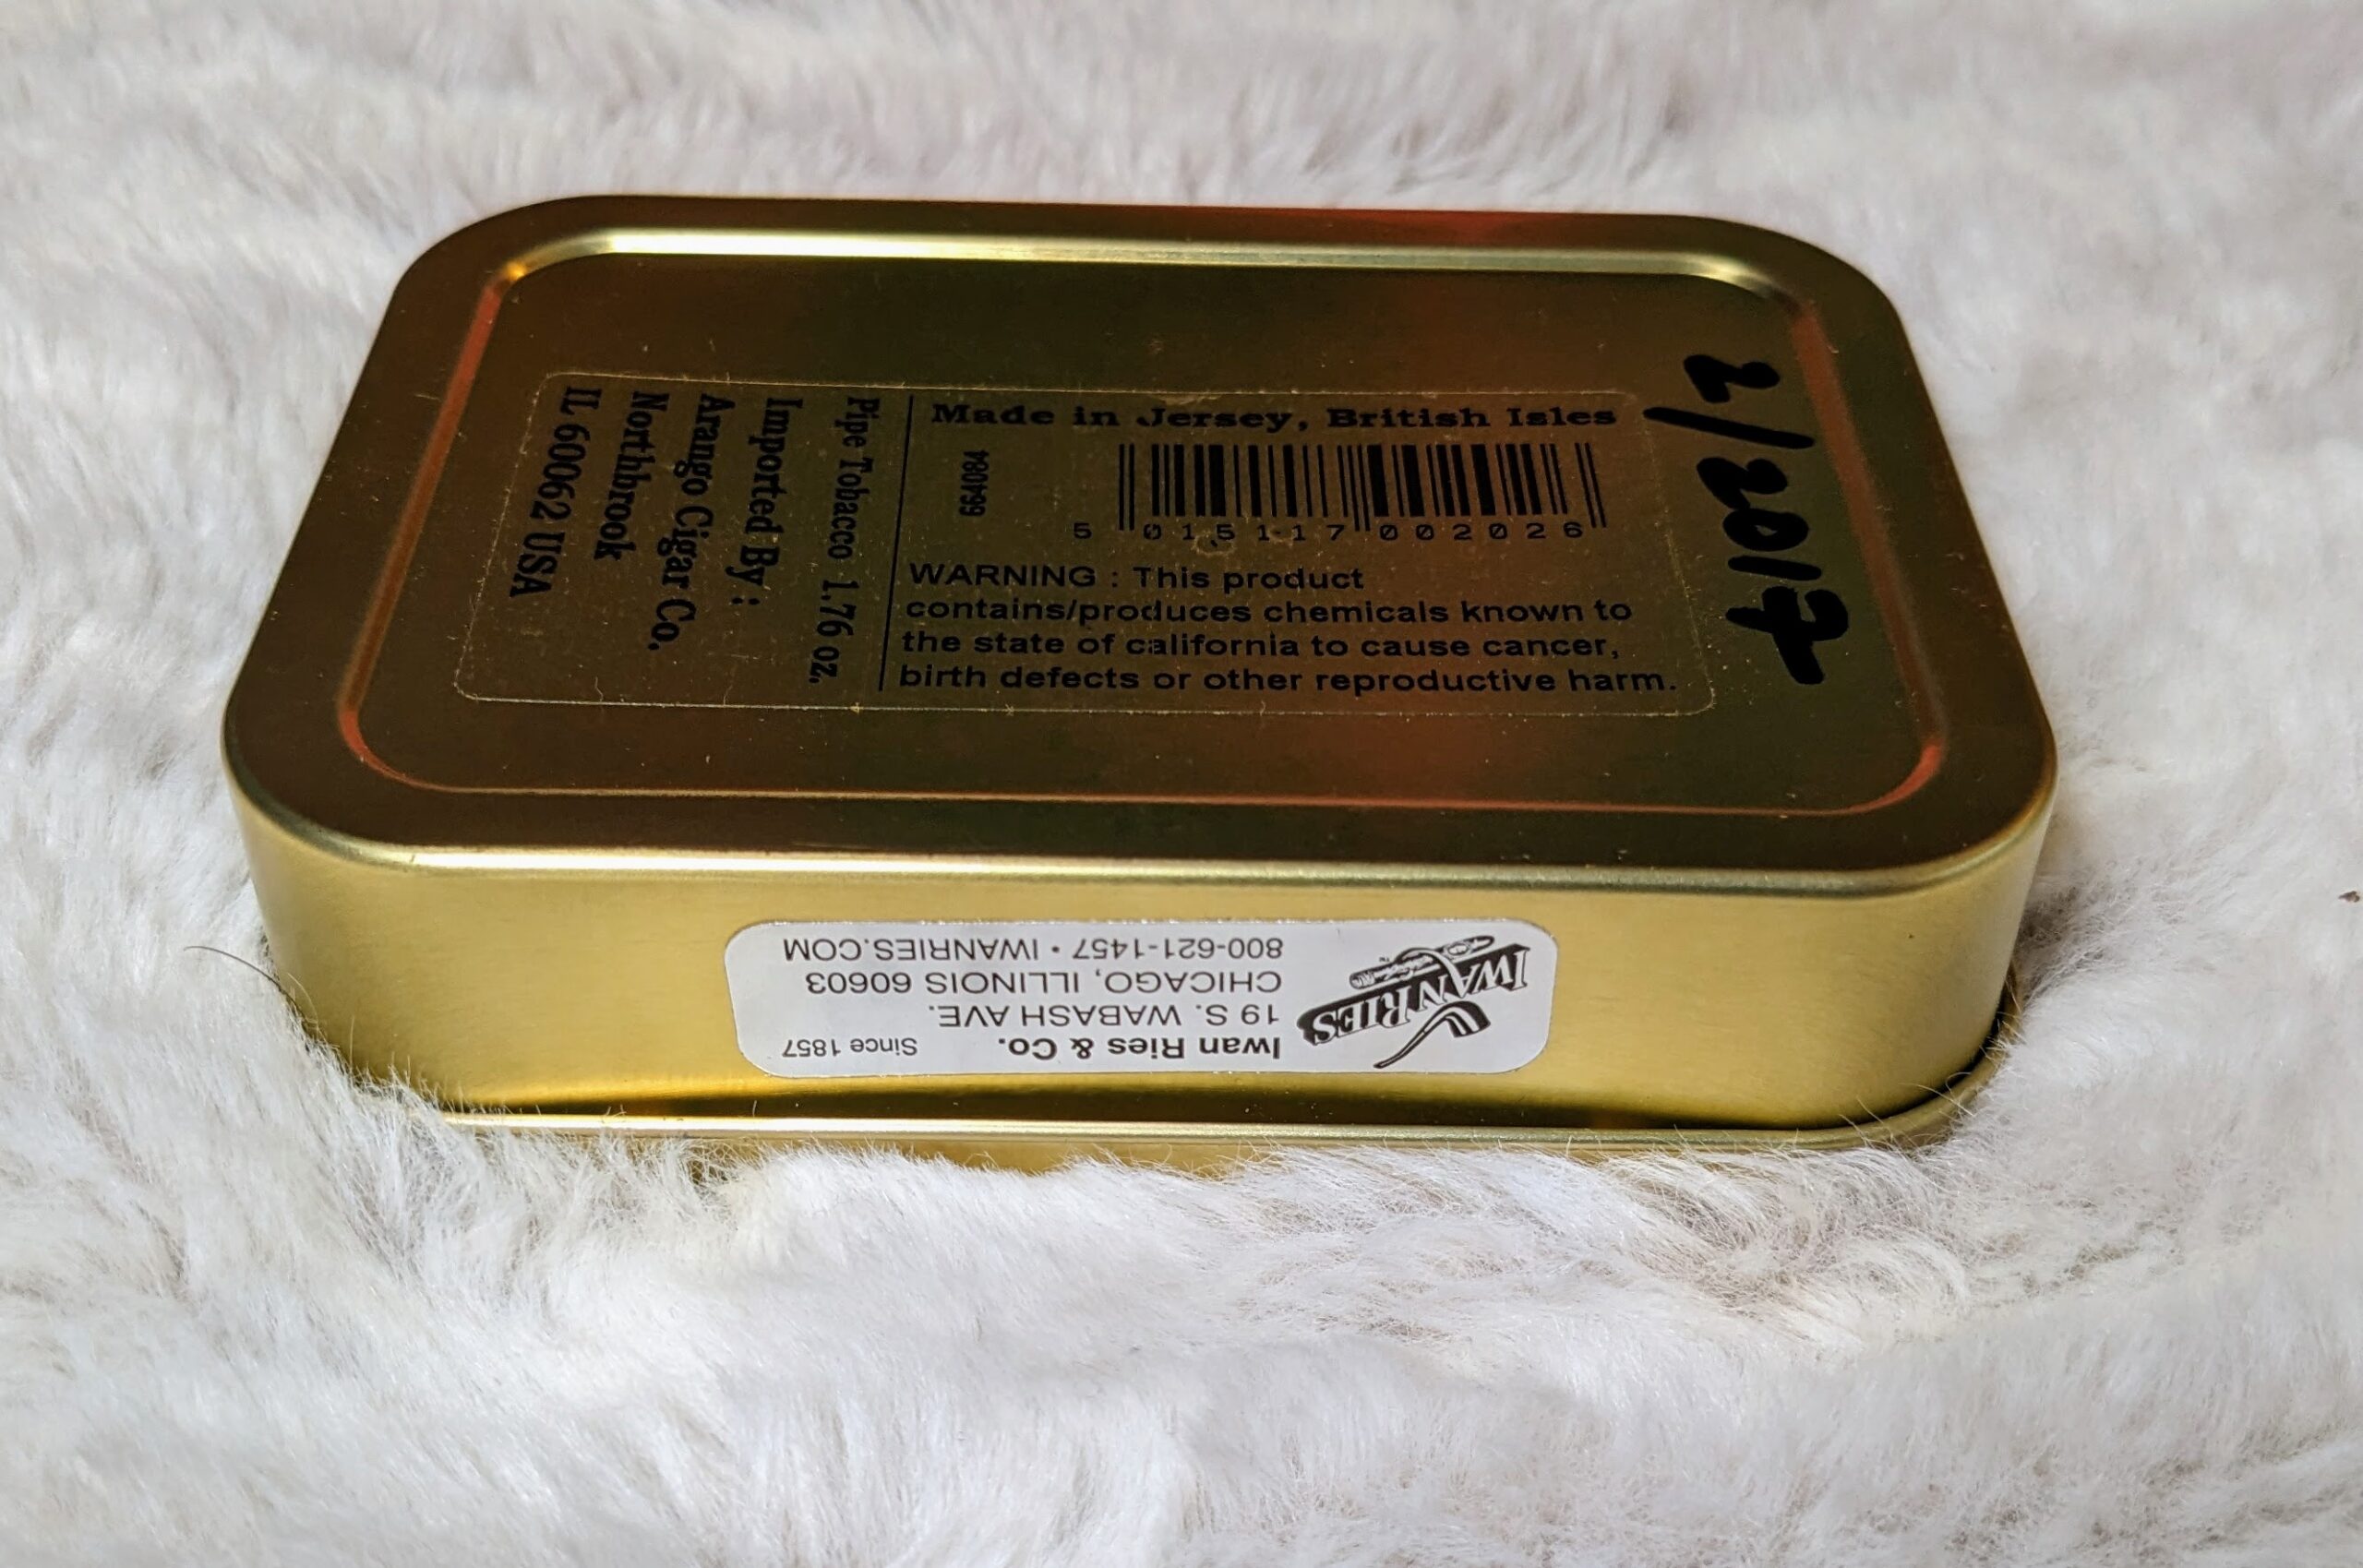 Made in Jersey, British Isles
664084
5 015117 002026
WARNING : This product
contains/produces chemicals known to
the state of california to cause cancer,
birth defects or other reproductive harm.
Pipe Tobacco 1.76 oz.
Imported By :
Arango Cigar Co.
Northbrook
IL 60062 USA
2/2017
IWAN RIES
Iwan Ries & Co. Since 1857
19 S. WABASH AVE.
CHICAGO, ILLINOIS 60603
800-621-1457 • IWANRIES.COM